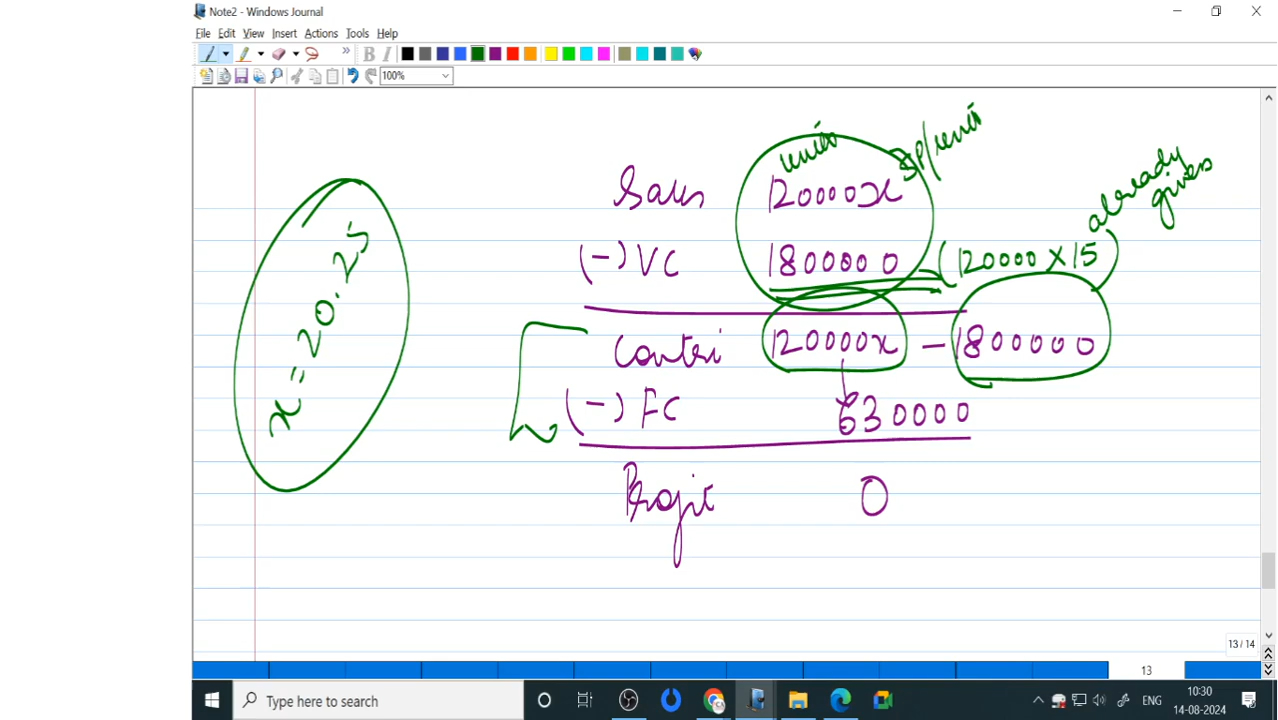 Note2 - Windows Journal
File Edit View Insert Actions Tools Help
B I
100%
units SP/unit
Sales 120000x
already given
(-) VC 1800000 (120000 X 15)
Contri 120000x - 1800000
(-) FC 630000
Profit 0
x = 20.25
13 / 14
13
Type here to search
ENG
10:30
14-08-2024